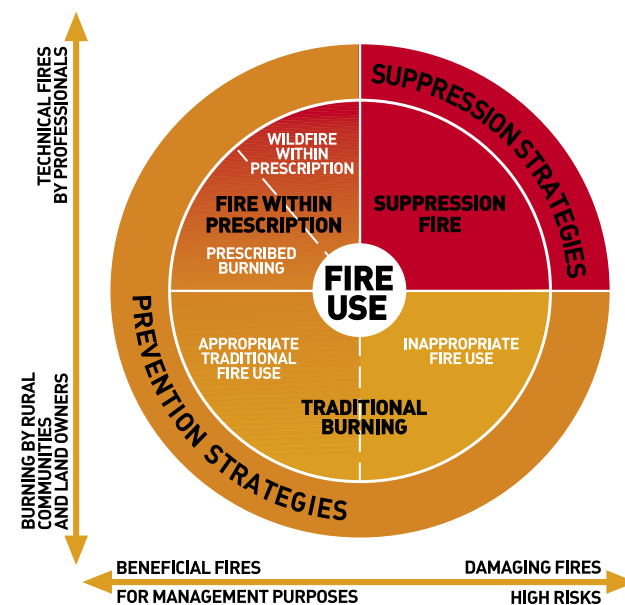 TECHNICAL FIRES
BY PROFESSIONALS
BURNING BY RURAL
COMMUNITIES
AND LAND OWNERS
SUPPRESSION STRATEGIES
WILDFIRE
WITHIN
PRESCRIPTION
FIRE WITHIN
PRESCRIPTION
PRESCRIBED
BURNING
SUPPRESSION
FIRE
FIRE
USE
APPROPRIATE
TRADITIONAL
FIRE USE
INAPPROPRIATE
FIRE USE
TRADITIONAL
BURNING
PREVENTION STRATEGIES
BENEFICIAL FIRES
FOR MANAGEMENT PURPOSES
DAMAGING FIRES
HIGH RISKS